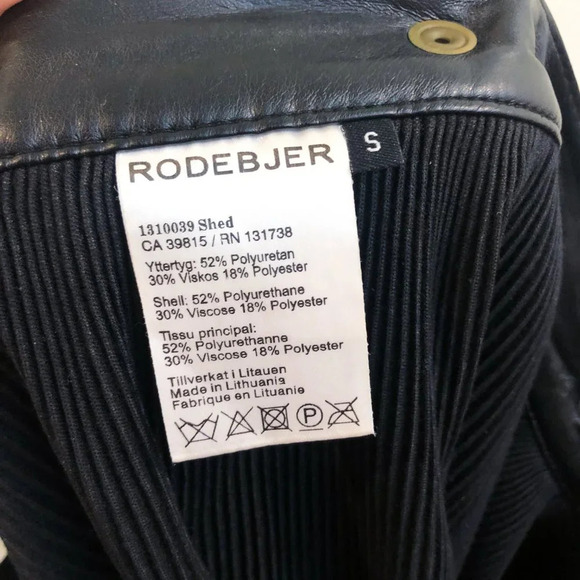 RODEBJER
S
1310039 Shed
CA 39815 / RN 131738
Yttertyg: 52% Polyuretan
30% Viskos 18% Polyester
Shell: 52% Polyurethane
30% Viscose 18% Polyester
Tissu principal:
52% Polyurethanne
30% Viscose 18% Polyester
Tillverkat i Litauen
Made in Lithuania
Fabrique en Lituanie
P